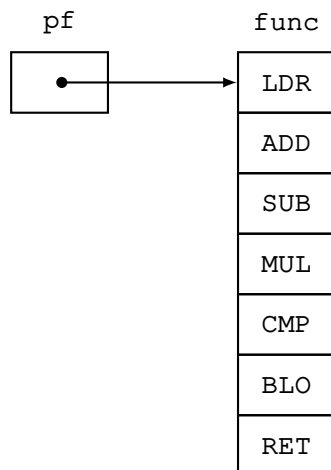 pf func
LDR
ADD
SUB
MUL
CMP
BLO
RET